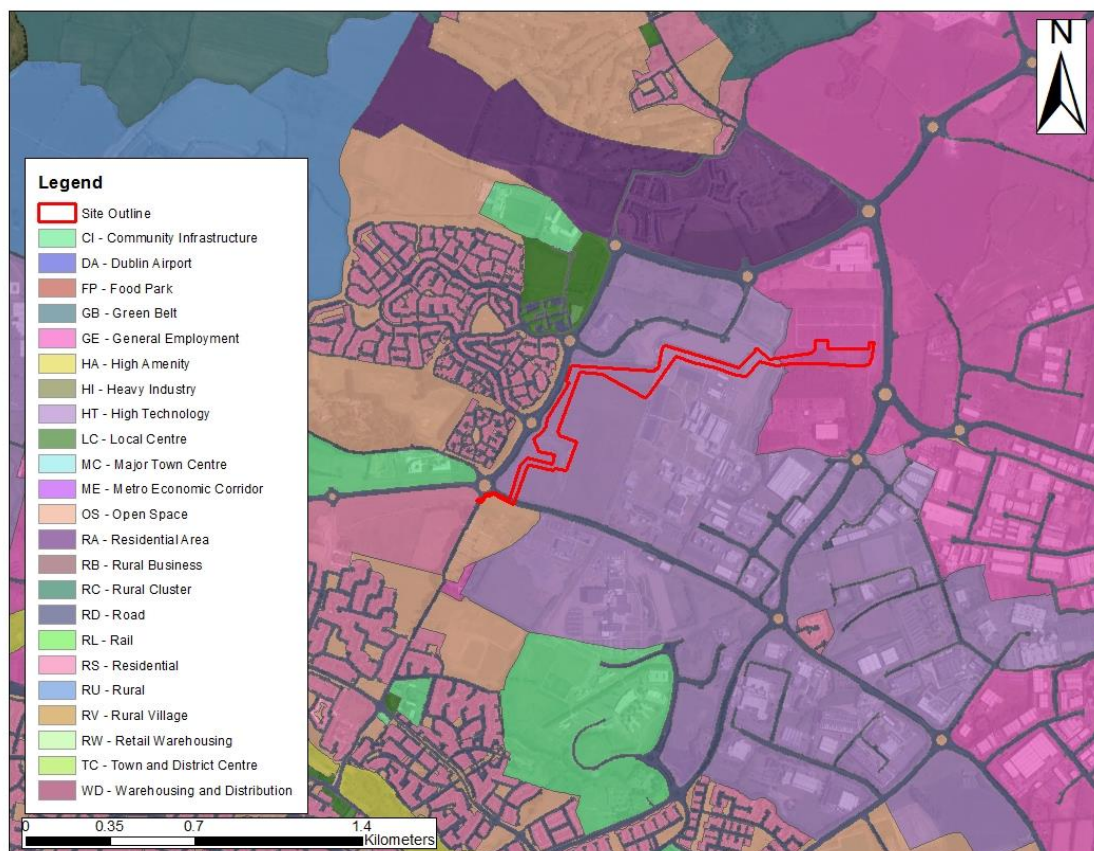 N
Legend
Site Outline
CI - Community Infrastructure
DA - Dublin Airport
FP - Food Park
GB - Green Belt
GE - General Employment
HA - High Amenity
HI - Heavy Industry
HT - High Technology
LC - Local Centre
MC - Major Town Centre
ME - Metro Economic Corridor
OS - Open Space
RA - Residential Area
RB - Rural Business
RC - Rural Cluster
RD - Road
RL - Rail
RS - Residential
RU - Rural
RV - Rural Village
RW - Retail Warehousing
TC - Town and District Centre
WD - Warehousing and Distribution
0 0.35 0.7 1.4
Kilometers